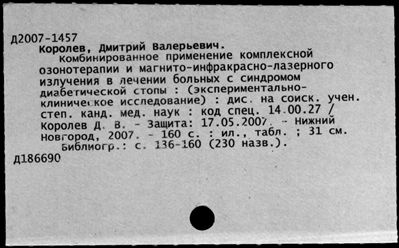 Д2007-1457
Королев, Дмитрий Валерьевич.
Комбинированное применение комплексной
озонотерапии и магнито-инфракрасно-лазерного
излучения в лечении больных с синдромом
диабетической стопы : (экспериментально-
клиническое исследование) : дис. на соиск. учен.
степ. канд. мед. наук : код спец. 14.00.27 /
Королев Д. В. - Защита: 17.05.2007. - Нижний
Новгород, 2007. - 160 с. : ил., табл. ; 31 см.
Библиогр.: с. 136-160 (230 назв.).
Д186690